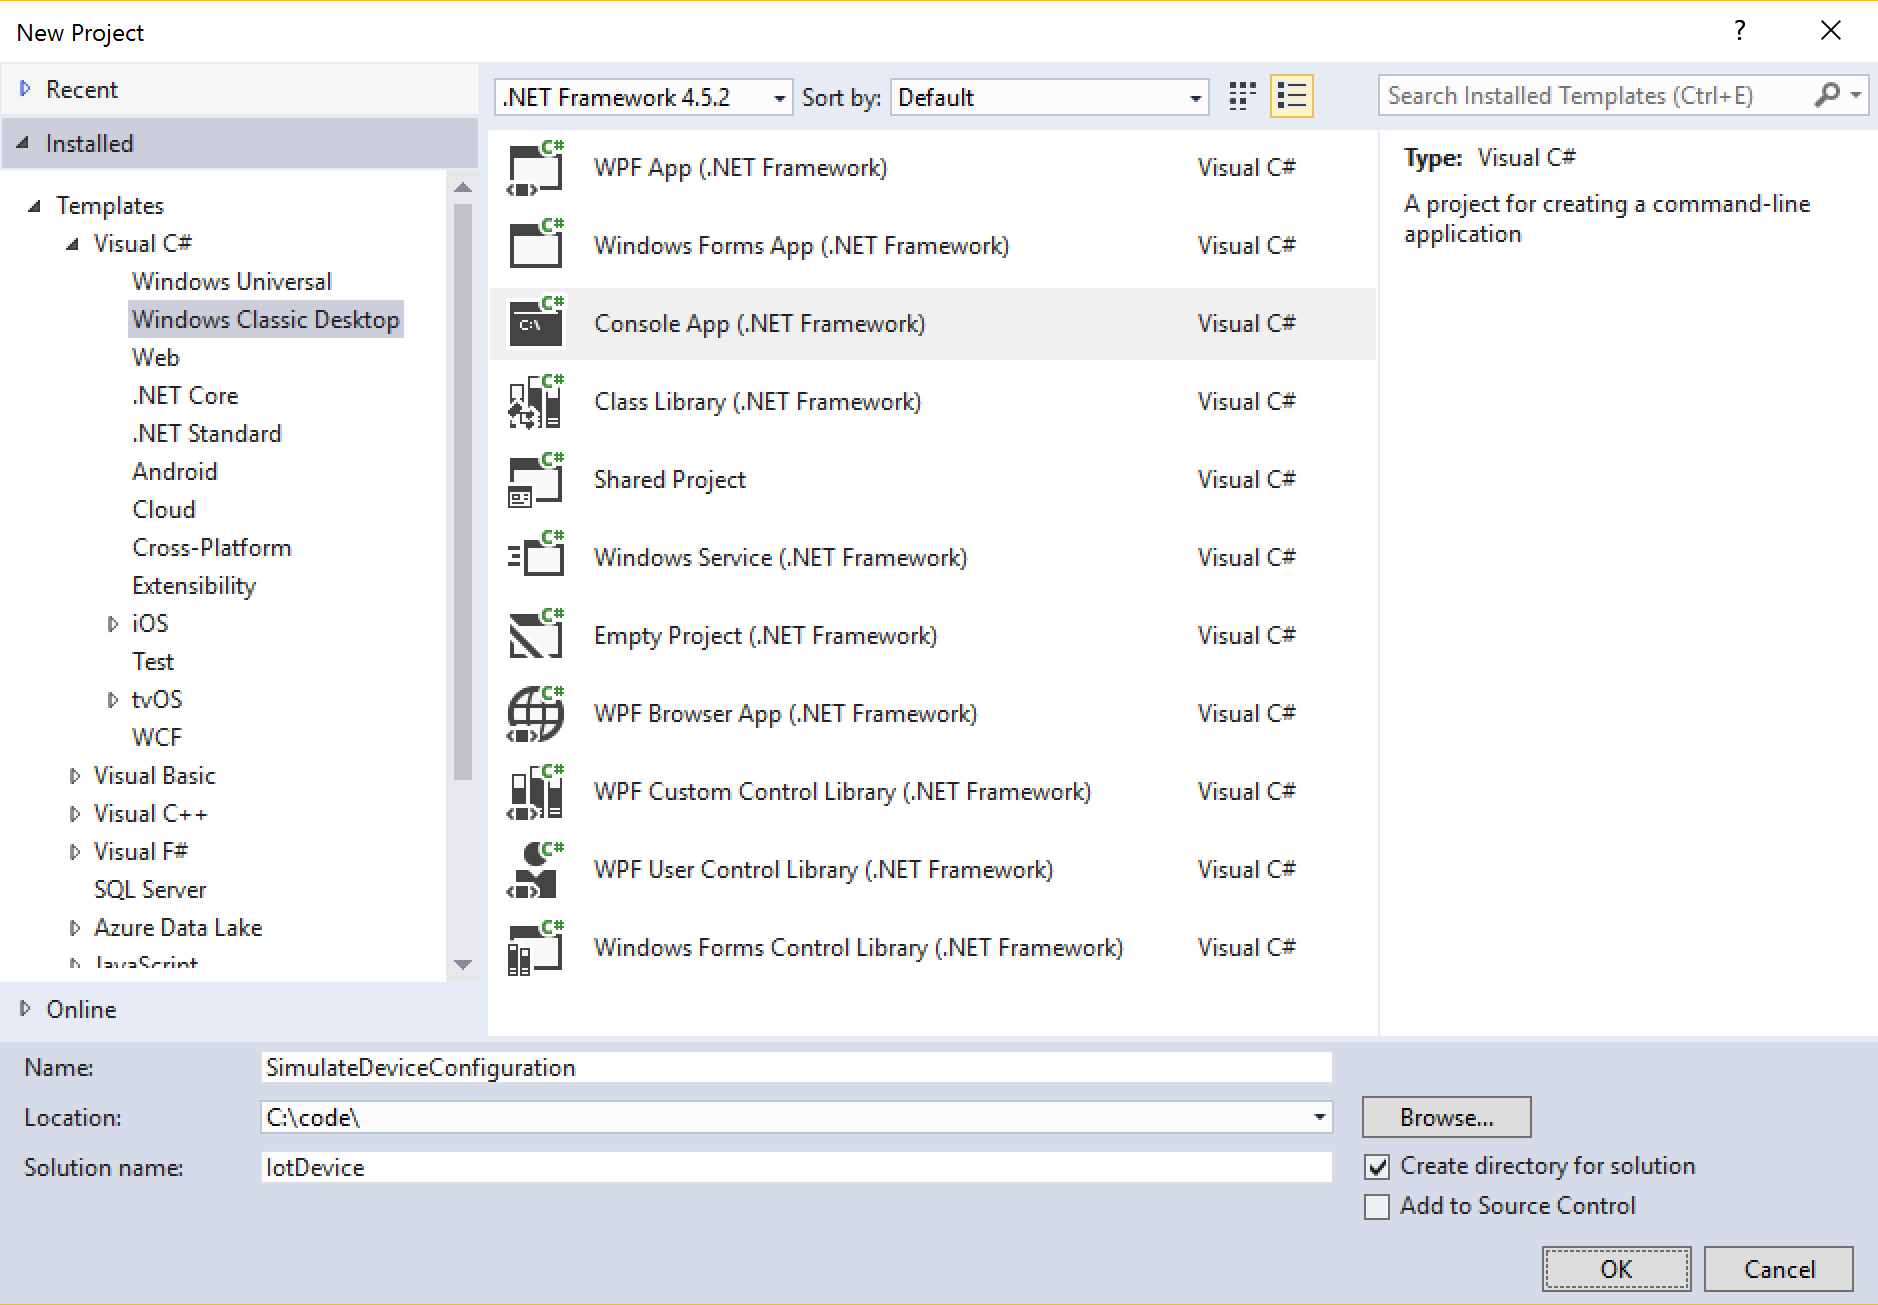 New Project
?
Recent
.NET Framework 4.5.2
Sort by:
Default
Search Installed Templates (Ctrl+E)
Installed
Templates
Visual C#
Windows Universal
Windows Classic Desktop
Web
.NET Core
.NET Standard
Android
Cloud
Cross-Platform
Extensibility
iOS
Test
tvOS
WCF
Visual Basic
Visual C++
Visual F#
SQL Server
Azure Data Lake
JavaScript
Online
C# WPF App (.NET Framework) Visual C#
C# Windows Forms App (.NET Framework) Visual C#
C# C:\ Console App (.NET Framework) Visual C#
C# Class Library (.NET Framework) Visual C#
C# Shared Project Visual C#
C# Windows Service (.NET Framework) Visual C#
C# Empty Project (.NET Framework) Visual C#
C# WPF Browser App (.NET Framework) Visual C#
C# WPF Custom Control Library (.NET Framework) Visual C#
C# WPF User Control Library (.NET Framework) Visual C#
C# Windows Forms Control Library (.NET Framework) Visual C#
Type: Visual C#
A project for creating a command-line
application
Name: SimulateDeviceConfiguration
Location: C:\code\
Browse...
Solution name: IotDevice
Create directory for solution
Add to Source Control
OK
Cancel